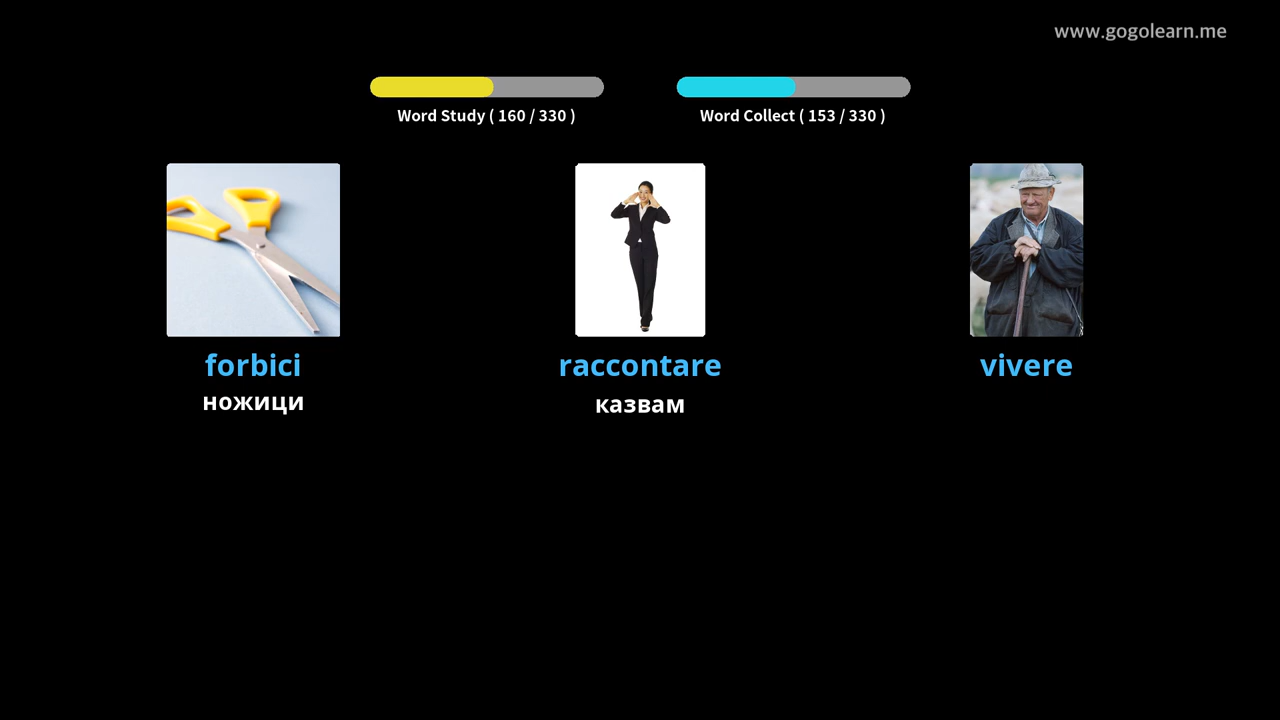 www.gogolearn.me
Word Study ( 160 / 330 )
Word Collect ( 153 / 330 )
forbici
raccontare
vivere
ножици
казвам